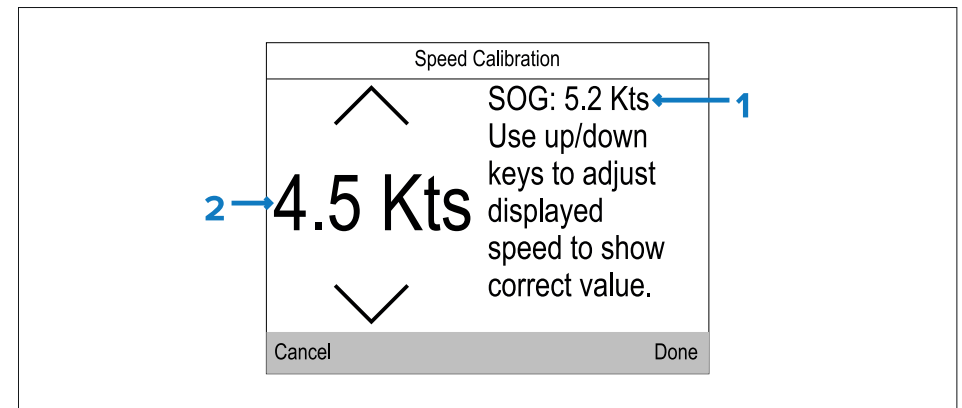 Speed Calibration
SOG: 5.2 Kts
1
Use up/down
keys to adjust
2
4.5 Kts
displayed
speed to show
correct value.
Cancel
Done